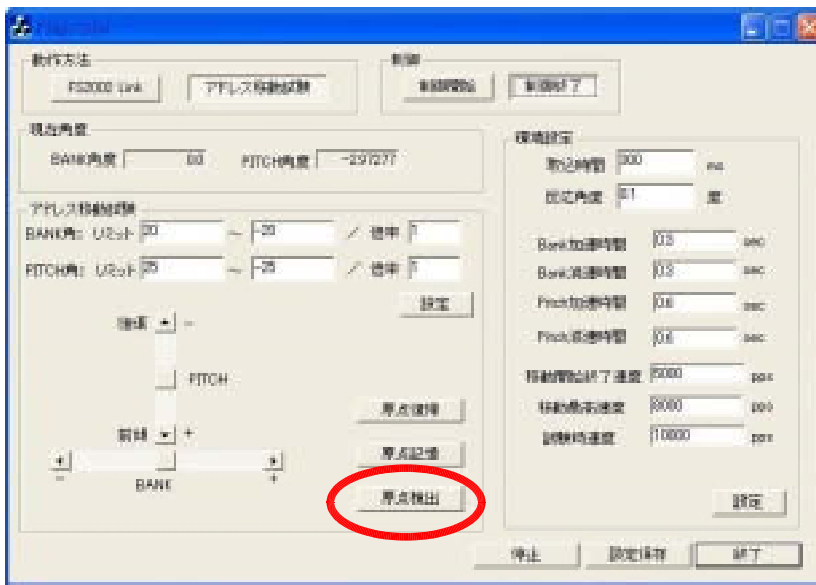 動作方法
FS2000 Link
アドレス移動試験
制御
制御開始
制御終了
現在角度
BANK角度 0.0 PITCH角度 -297277
アドレス移動試験
BANK角: リミット 20 ～ -20 / 倍率 1
PITCH角: リミット 25 ～ -25 / 倍率 1
設定
後傾 -
PITCH
前傾 +
- BANK +
原点復帰
原点記憶
原点検出
環境設定
取込時間 300 ms
反応角度 0.1 度
Bank加速時間 0.3 sec
Bank減速時間 0.3 sec
Pitch加速時間 0.6 sec
Pitch減速時間 0.6 sec
移動開始終了速度 5000 pps
移動最高速度 8000 pps
試験時速度 10000 pps
設定
停止
設定保存
終了